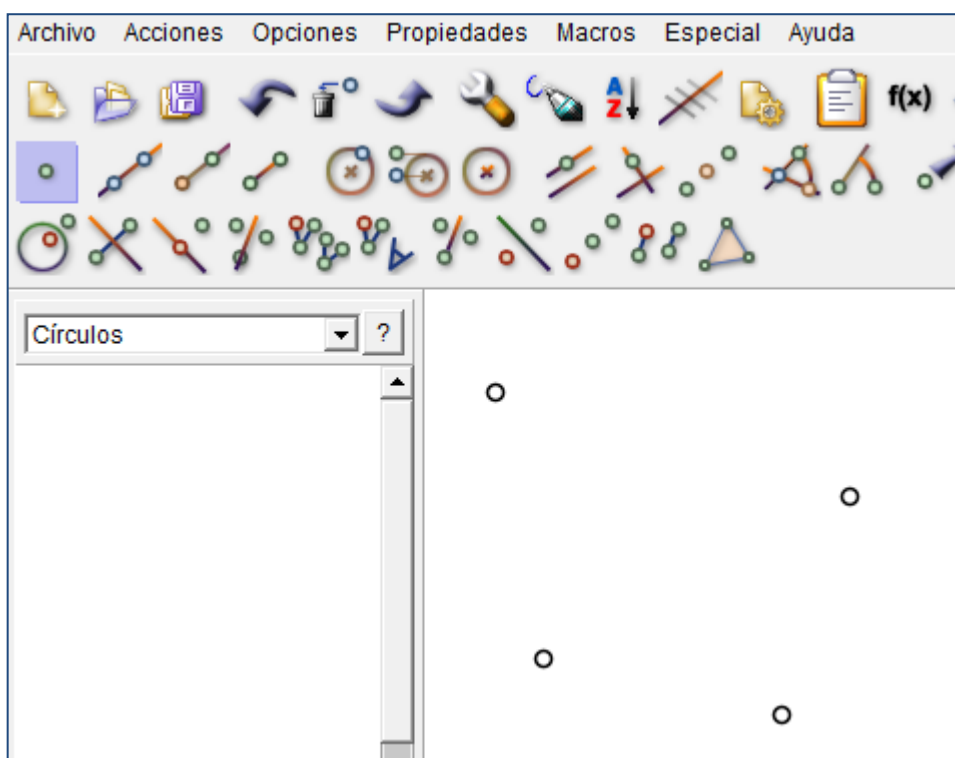 Archivo Acciones Opciones Propiedades Macros Especial Ayuda
A
Z
f(x)
Círculos ?